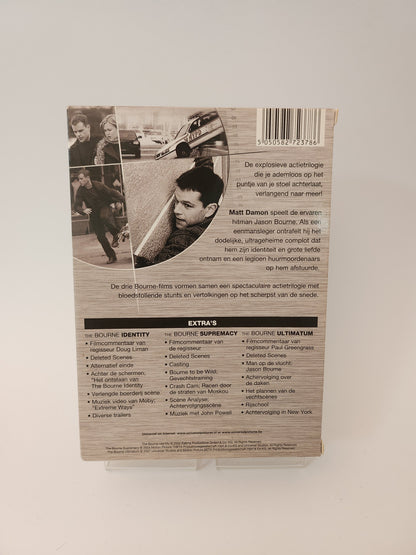 5 050582 723786
De explosieve actietrilogie
die je ademloos op het
puntje van je stoel achterlaat,
verlangend naar meer!
Matt Damon speelt de ervaren
hitman Jason Bourne. Als een
eenmansleger ontrafelt hij het
dodelijke, ultrageheime complot dat
hem zijn identiteit en grote liefde
ontnam en een legioen huurmoordenaars
op hem afstuurde.
De drie Bourne-films vormen samen een spectaculaire actietrilogie met
bloedstollende stunts en vertolkingen op het scherpst van de snede.
EXTRA'S
THE BOURNE IDENTITY
• Filmcommentaar van
regisseur Doug Liman
• Deleted Scenes
• Alternatief einde
• Achter de schermen:
"Het ontstaan van
The Bourne Identity
• Verlengde boerderij scène
• Muziek video van Moby;
"Extreme Ways"
• Diverse trailers
THE BOURNE SUPREMACY
• Filmcommentaar van
de regisseur
• Deleted Scenes
• Casting
• Bourne to be Wild:
Gevechtstraining
• Crash Cam: Racen door
de straten van Moskou
• Scène Analyse:
Achtervolgingsscène
• Muziek met John Powell
THE BOURNE ULTIMATUM
• Filmcommentaar van
regisseur Paul Greengrass
• Deleted Scenes
• Man op de vlucht:
Jason Bourne
• Achtervolging over
de daken
• Het plannen van de
vechtscènes
• Rijschool
• Achtervolging in New York